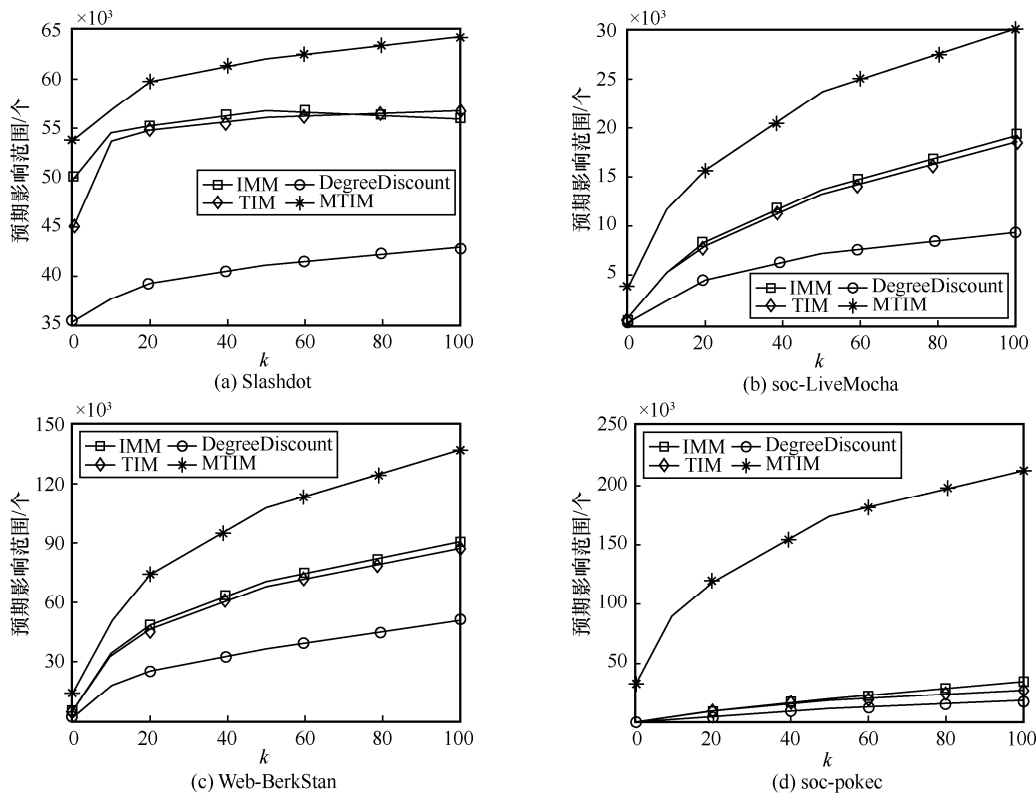 ×10³
65
60
55
50
45
40
35
预期影响范围/个
IMM DegreeDiscount
TIM MTIM
0 20 40 60 80 100
k
(a) Slashdot
×10³
30
25
20
15
10
5
预期影响范围/个
IMM DegreeDiscount
TIM MTIM
0 20 40 60 80 100
k
(b) soc-LiveMocha
×10³
150
120
90
60
30
预期影响范围/个
IMM DegreeDiscount
TIM MTIM
0 20 40 60 80 100
k
(c) Web-BerkStan
×10³
250
200
150
100
50
预期影响范围/个
IMM DegreeDiscount
TIM MTIM
0 20 40 60 80 100
k
(d) soc-pokec